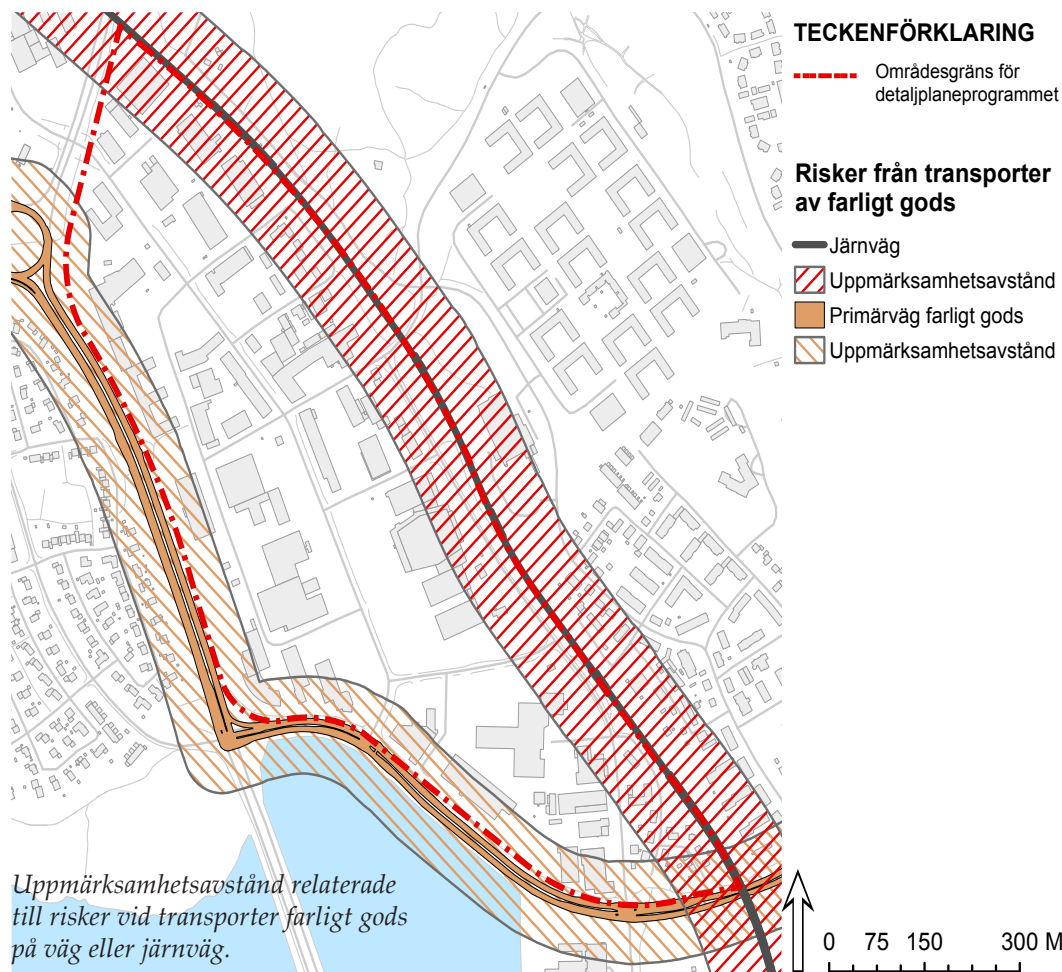 TECKENFÖRKLARING
Områdesgräns för
detaljplaneprogrammet
Risker från transporter
av farligt gods
Järnväg
Uppmärksamhetsavstånd
Primärväg farligt gods
Uppmärksamhetsavstånd
Uppmärksamhetsavstånd relaterade
till risker vid transporter farligt gods
på väg eller järnväg.
0 75 150 300 M